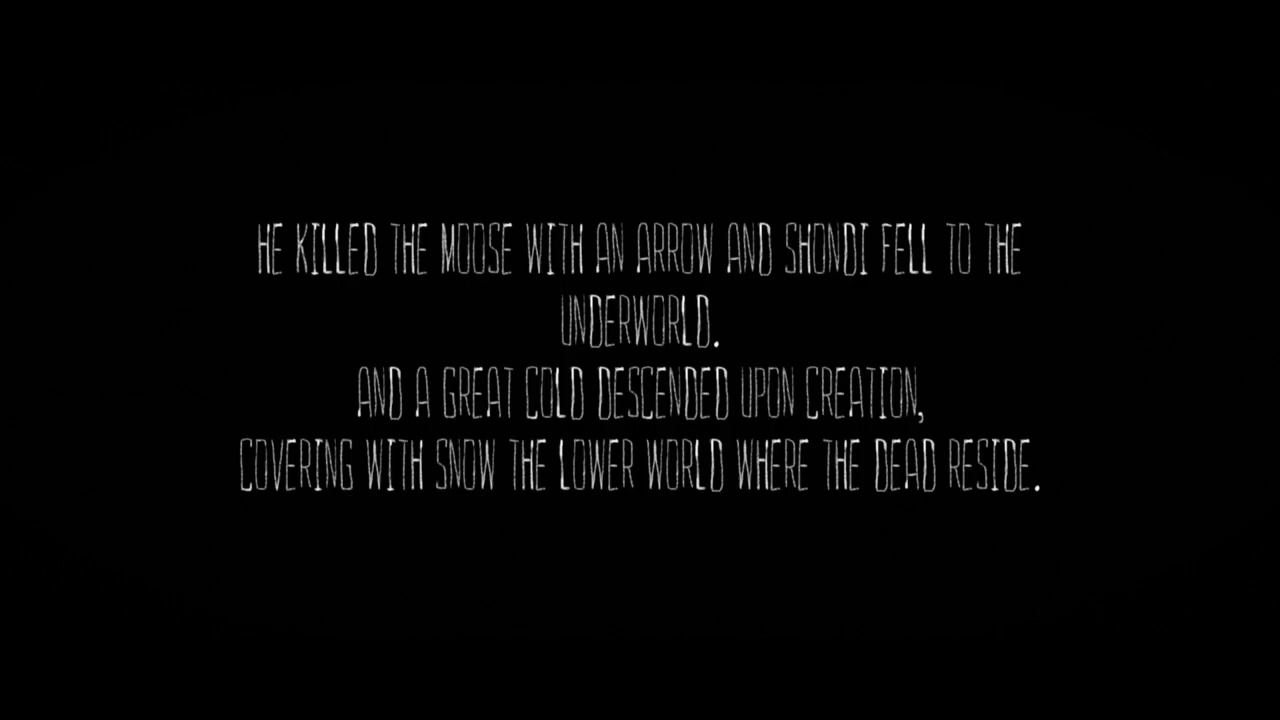 HE KILLED THE MOOSE WITH AN ARROW AND SHONDI FELL TO THE
UNDERWORLD.
AND A GREAT COLD DESCENDED UPON CREATION,
COVERING WITH SNOW THE LOWER WORLD WHERE THE DEAD RESIDE.